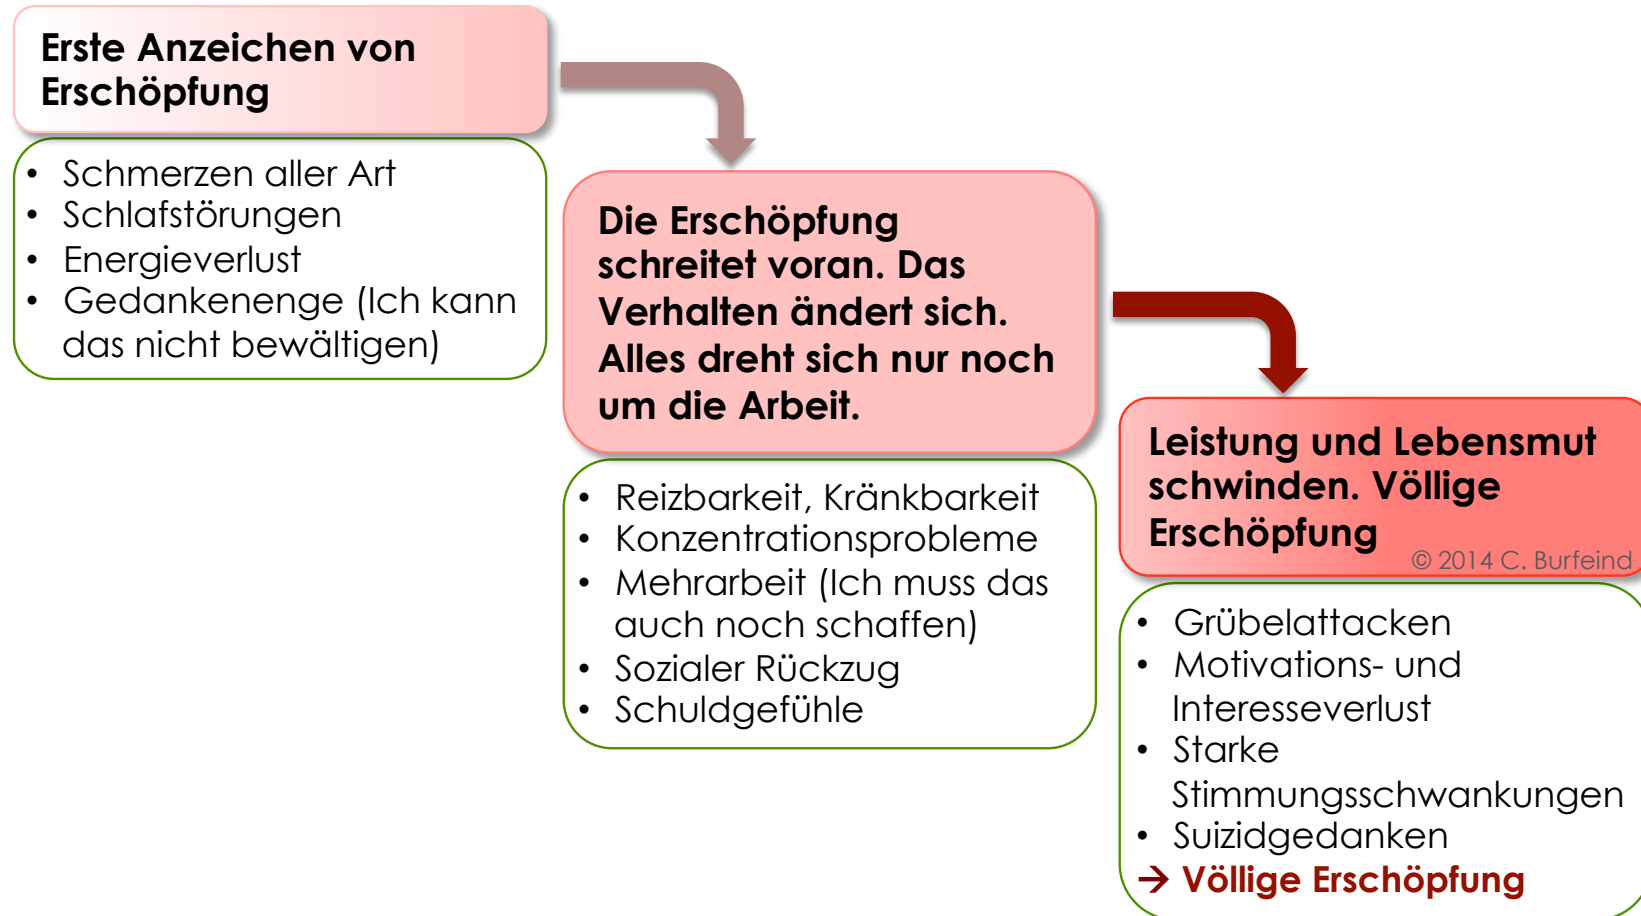 Erste Anzeichen von
Erschöpfung
• Schmerzen aller Art
• Schlafstörungen
• Energieverlust
• Gedankenenge (Ich kann
das nicht bewältigen)
Die Erschöpfung
schreitet voran. Das
Verhalten ändert sich.
Alles dreht sich nur noch
um die Arbeit.
• Reizbarkeit, Kränkbarkeit
• Konzentrationsprobleme
• Mehrarbeit (Ich muss das
auch noch schaffen)
• Sozialer Rückzug
• Schuldgefühle
Leistung und Lebensmut
schwinden. Völlige
Erschöpfung
© 2014 C. Burfeind
• Grübelattacken
• Motivations- und
Interesseverlust
• Starke
Stimmungsschwankungen
• Suizidgedanken
→ Völlige Erschöpfung